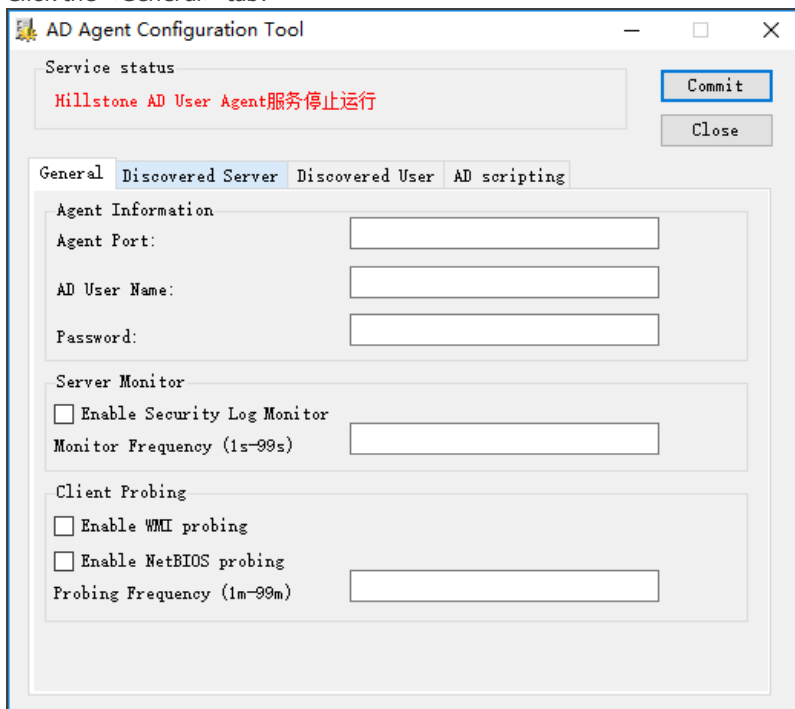 AD Agent Configuration Tool
Service status
Hillstone AD User Agent服务停止运行
Commit
Close
General Discovered Server Discovered User AD scripting
Agent Information
Agent Port:
AD User Name:
Password:
Server Monitor
Enable Security Log Monitor
Monitor Frequency (1s-99s)
Client Probing
Enable WMI probing
Enable NetBIOS probing
Probing Frequency (1m-99m)